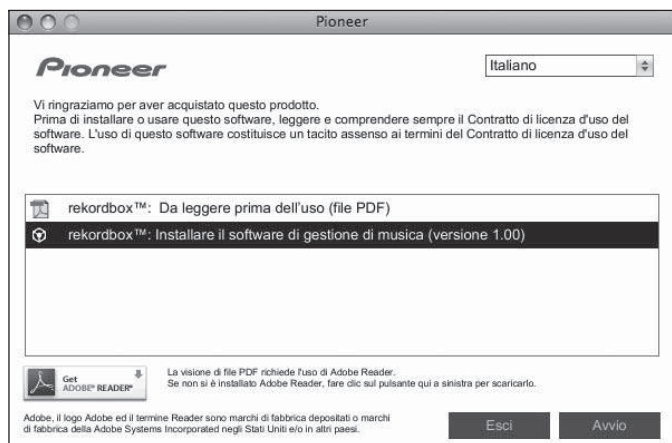 Pioneer
Pioneer
Italiano
Vi ringraziamo per aver acquistato questo prodotto.
Prima di installare o usare questo software, leggere e comprendere sempre il Contratto di licenza d'uso del
software. L'uso di questo software costituisce un tacito assenso ai termini del Contratto di licenza d'uso del
software.
rekordbox™: Da leggere prima dell'uso (file PDF)
rekordbox™: Installare il software di gestione di musica (versione 1.00)
Get
ADOBE® READER®
La visione di file PDF richiede l'uso di Adobe Reader.
Se non si è installato Adobe Reader, fare clic sul pulsante qui a sinistra per scaricarlo.
Adobe, il logo Adobe ed il termine Reader sono marchi di fabbrica depositati o marchi
di fabbrica della Adobe Systems Incorporated negli Stati Uniti e/o in altri paesi.
Esci
Avvio